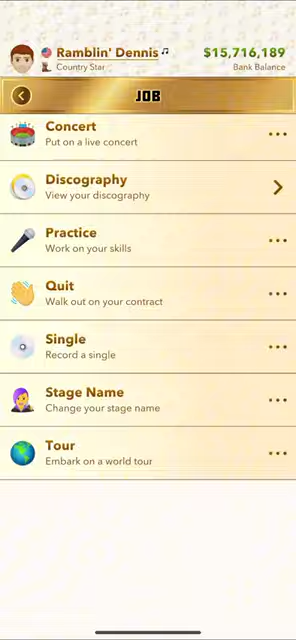 Ramblin' Dennis
$15,716,189
Country Star
Bank Balance
JOB
Concert
Put on a live concert
Discography
View your discography
Practice
Work on your skills
Quit
Walk out on your contract
Single
Record a single
Stage Name
Change your stage name
Tour
Embark on a world tour